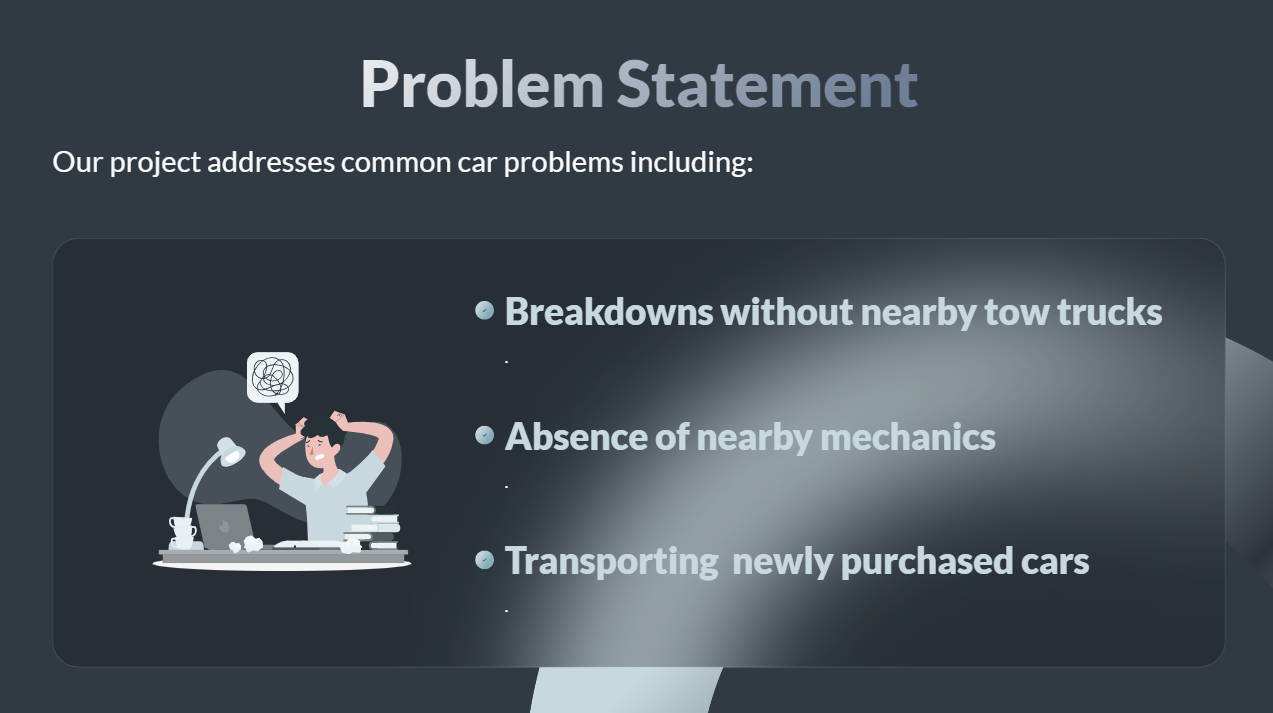 Problem Statement
Our project addresses common car problems including:
Breakdowns without nearby tow trucks
.
Absence of nearby mechanics
.
Transporting  newly purchased cars
.